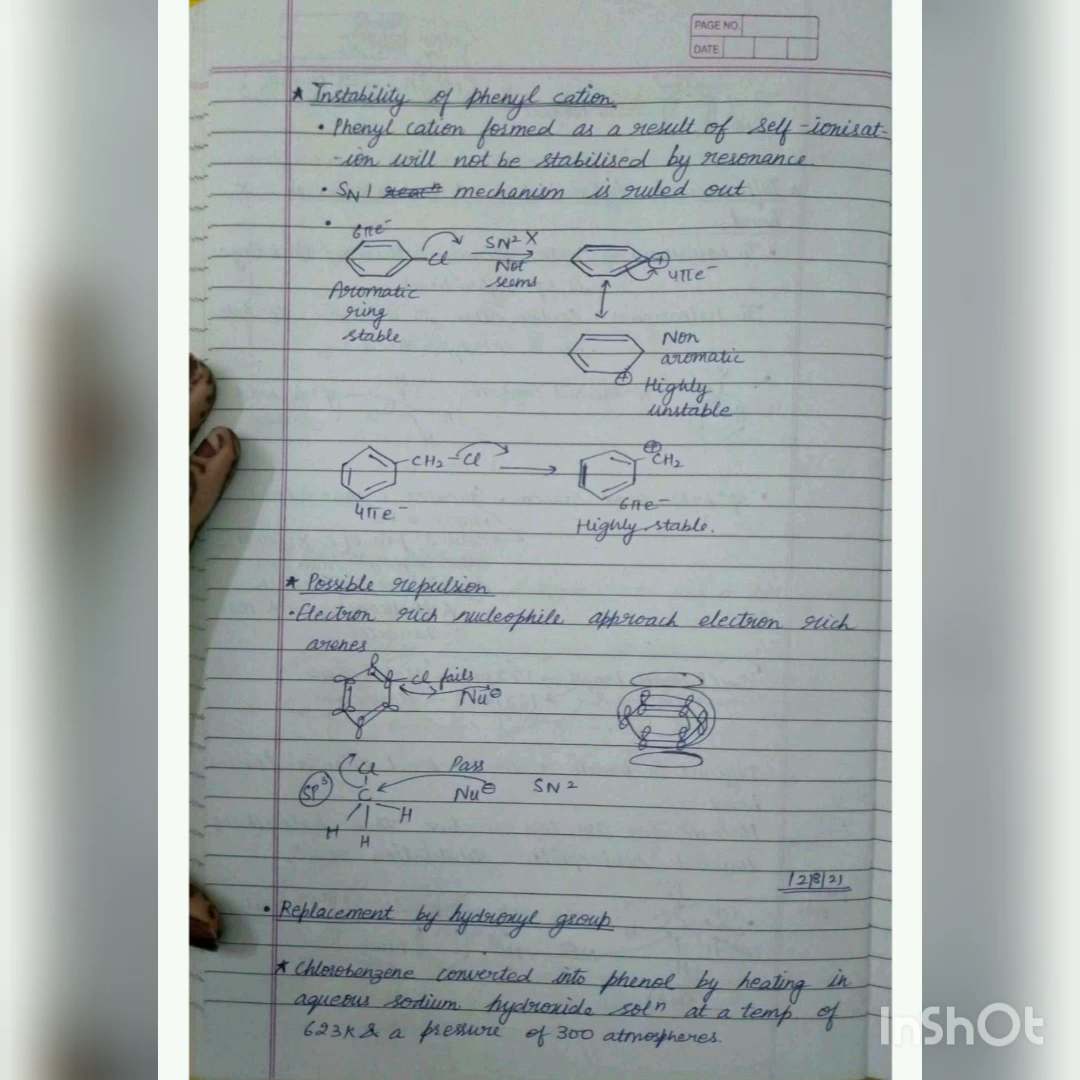 PAGE NO.
DATE
★ Instability of phenyl cation
• Phenyl cation formed as a result of self-ionisat-
-ion will not be stabilised by resonance
• SN1 mechanism is ruled out.
•
6πe⁻
Cl
SN2 X
Not
seems
⊕
4πe⁻
Aromatic
ring
stable
Non
aromatic
⊕
Highly
unstable
CH2-Cl
⊕
CH2
4πe⁻
6πe⁻
Highly stable.
★ Possible repulsion
• Electron rich nucleophile approach electron rich
arenes
Cl fails
Nu⊖
Cl
Pass
SP³
C
Nu⊖
SN2
H
H
H
12/8/21
• Replacement by hydroxyl group
★ Chlorobenzene converted into phenol by heating in
aqueous sodium hydroxide solⁿ at a temp of
623K & a pressure of 300 atmospheres.
InShOt